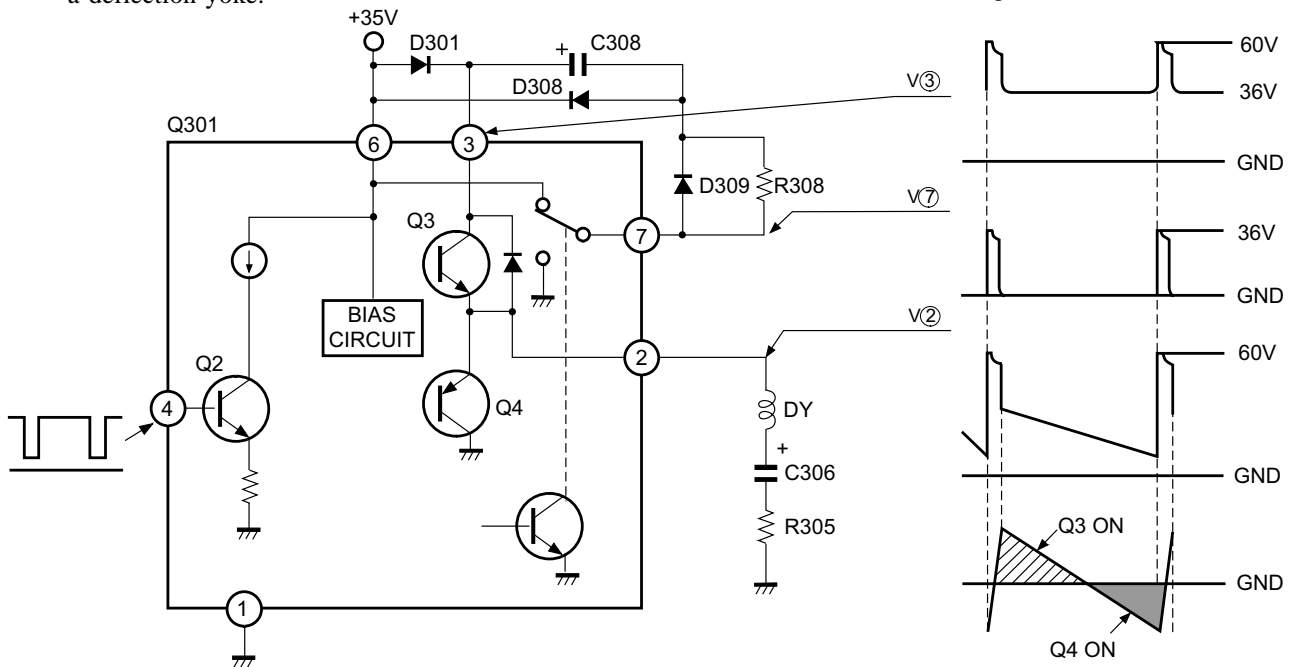 a deflection yoke.
+35V
D301
+
C308
D308
V③
60V
36V
GND
Q301
6
3
D309
R308
V⑦
36V
GND
Q3
7
BIAS
CIRCUIT
V②
60V
2
Q2
4
Q4
DY
+
C306
GND
R305
Q3 ON
GND
Q4 ON
1